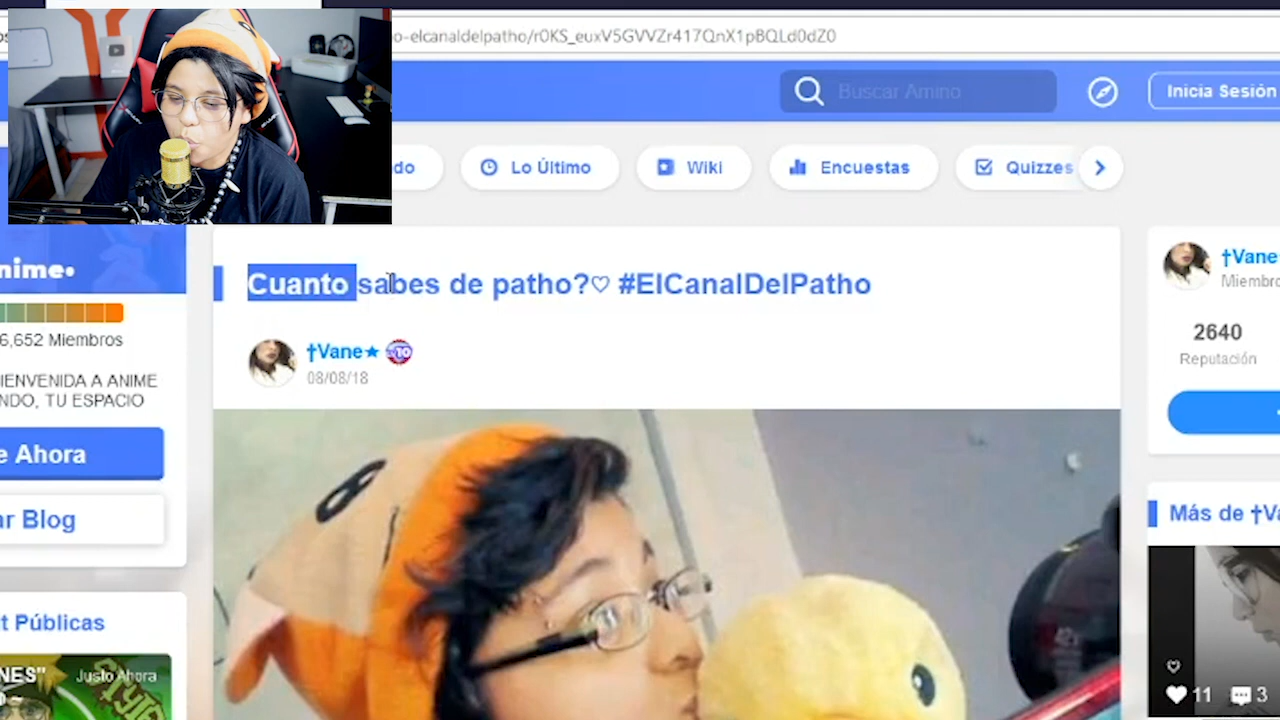 o-elcanaldelpatho/r0KS_euxV5GVVZr417QnX1pBQLd0dZ0
Buscar Amino
Inicia Sesión
do
Lo Último
Wiki
Encuestas
Quizzes
nime•
6,652 Miembros
IENVENIDA A ANIME
NDO, TU ESPACIO
e Ahora
ar Blog
t Públicas
NES"
Justo Ahora
Cuanto sabes de patho?♡ #ElCanalDelPatho
†Vane★ 10
08/08/18
†Vane
Miembro
2640
Reputación
Más de †Va
11 3